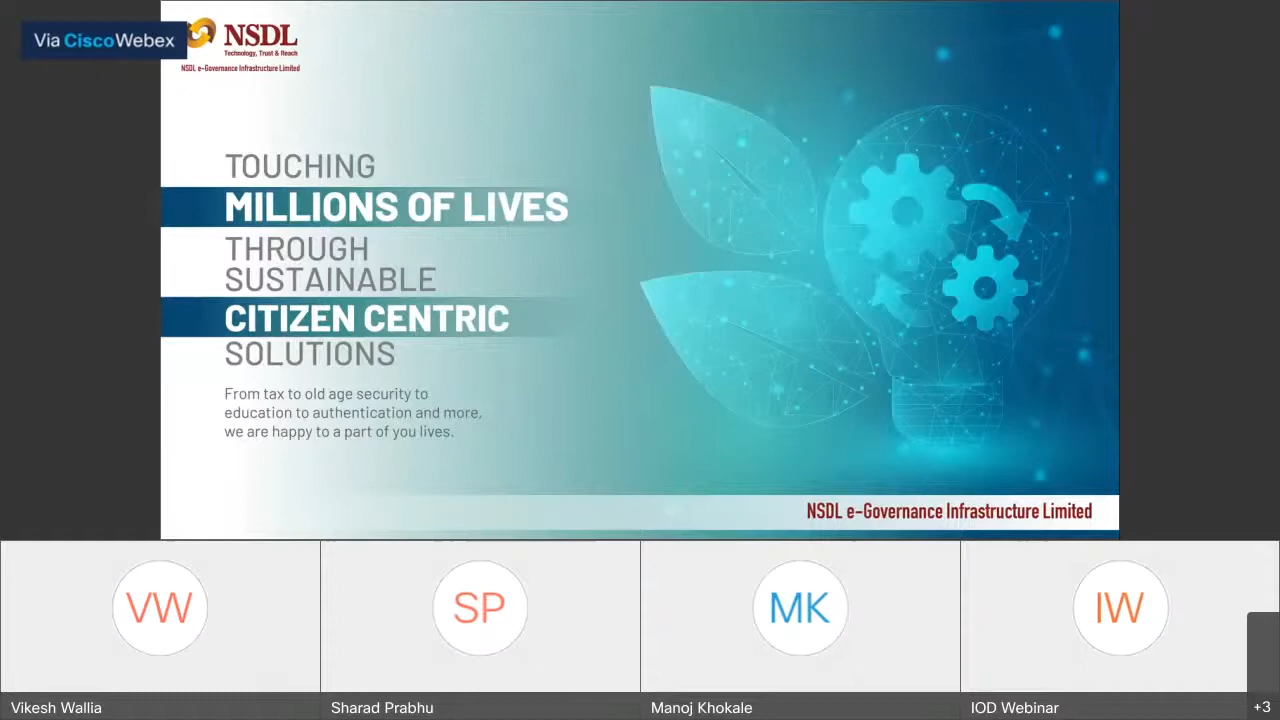 Via CiscoWebex
NSDL
Technology, Trust & Reach
NSDL e-Governance Infrastructure Limited
TOUCHING
MILLIONS OF LIVES
THROUGH
SUSTAINABLE
CITIZEN CENTRIC
SOLUTIONS
From tax to old age security to
education to authentication and more,
we are happy to a part of you lives.
NSDL e-Governance Infrastructure Limited
VW
SP
MK
IW
Vikesh Wallia
Sharad Prabhu
Manoj Khokale
IOD Webinar
+3